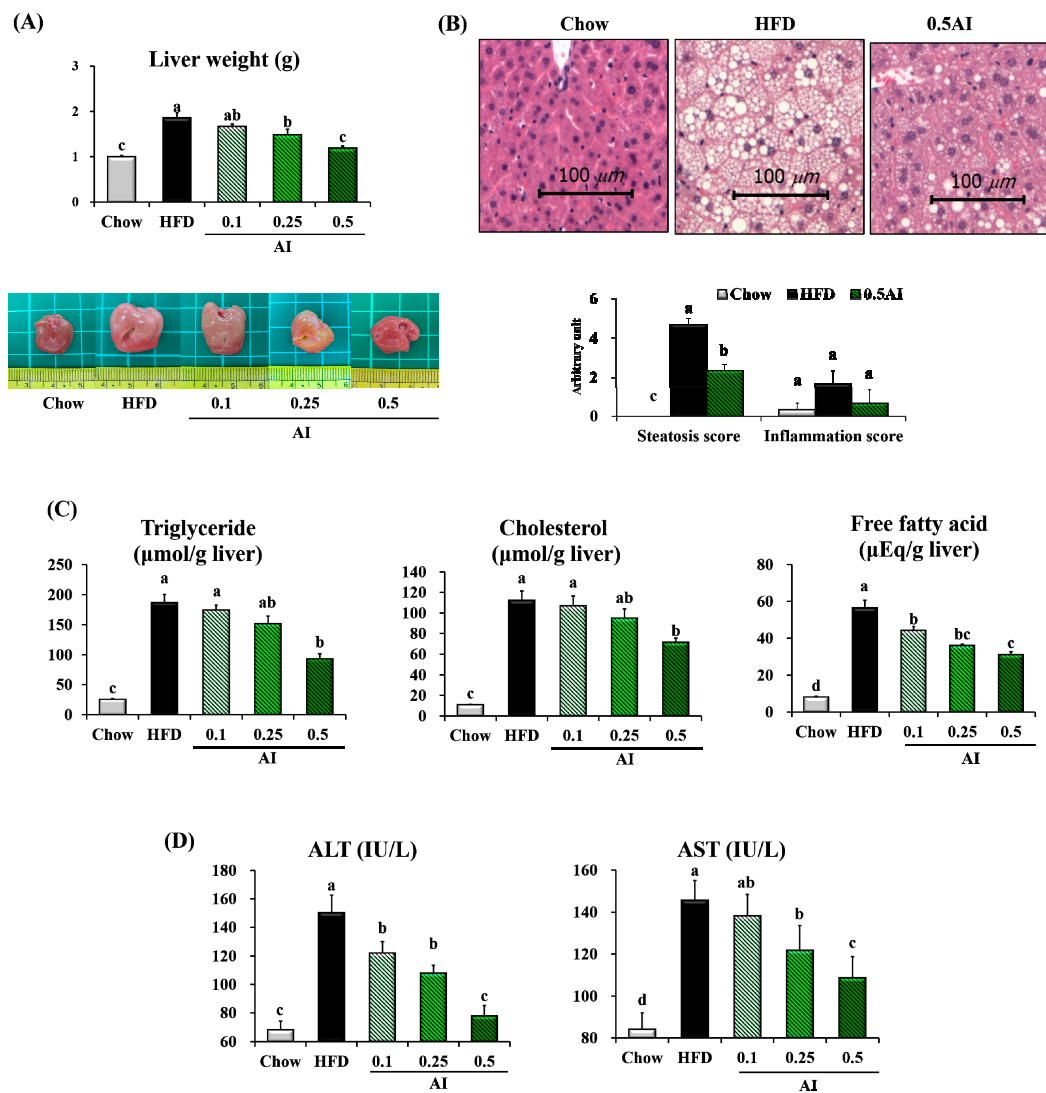 (A)
Liver weight (g)
3
2
1
0
c
a
ab
b
c
Chow HFD 0.1 0.25 0.5
AI
Chow HFD 0.1 0.25 0.5
AI
(B)
Chow HFD 0.5AI
100 μm
100 μm
100 μm
Chow HFD 0.5AI
Arbitrary unit
6
4
2
0
c
a
b
a
a
a
Steatosis score Inflammation score
(C)
Triglyceride
(μmol/g liver)
250
200
150
100
50
0
c
a
a
ab
b
Chow HFD 0.1 0.25 0.5
AI
Cholesterol
(μmol/g liver)
140
120
100
80
60
40
20
0
c
a
a
ab
b
Chow HFD 0.1 0.25 0.5
AI
Free fatty acid
(μEq/g liver)
80
60
40
20
0
d
a
b
bc
c
Chow HFD 0.1 0.25 0.5
AI
(D)
ALT (IU/L)
180
160
140
120
100
80
60
c
a
b
b
c
Chow HFD 0.1 0.25 0.5
AI
AST (IU/L)
160
140
120
100
80
d
a
ab
b
c
Chow HFD 0.1 0.25 0.5
AI